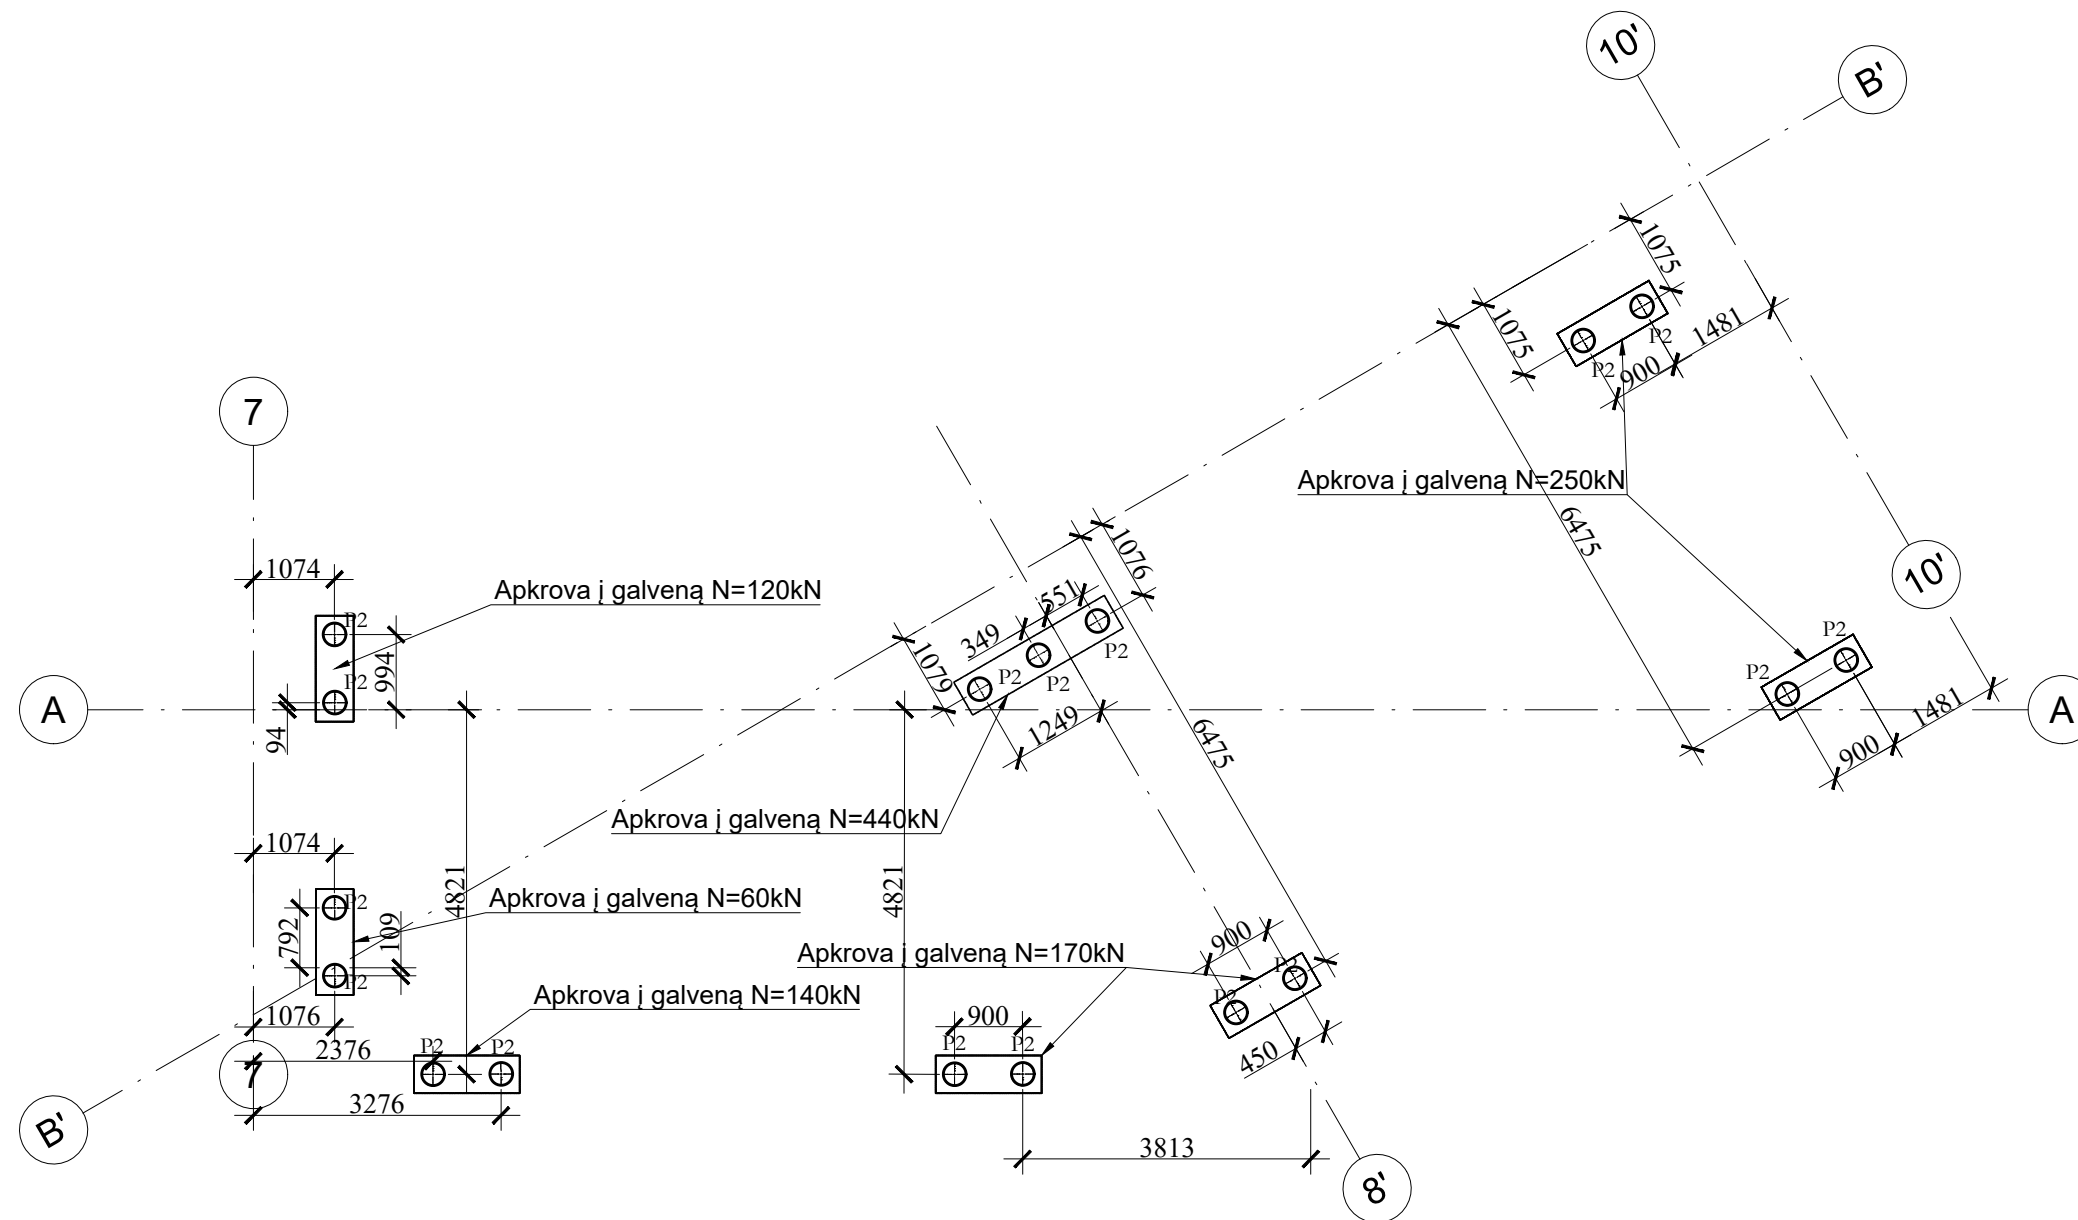 10'
B'
1075
1075
1481
P2
P2
900
7
Apkrova į galveną N=250kN
6475
1076
10'
1074
Apkrova į galveną N=120kN
551
P2
349
P2
994
1079
P2
P2
P2
P2
P2
A
A
94
1249
6475
1481
900
Apkrova į galveną N=440kN
1074
4821
4821
Apkrova į galveną N=60kN
P2
792
109
900
Apkrova į galveną N=170kN
P2
P2
P2
Apkrova į galveną N=140kN
1076
900
2376
P2
P2
P2
P2
450
7
3276
B'
3813
8'